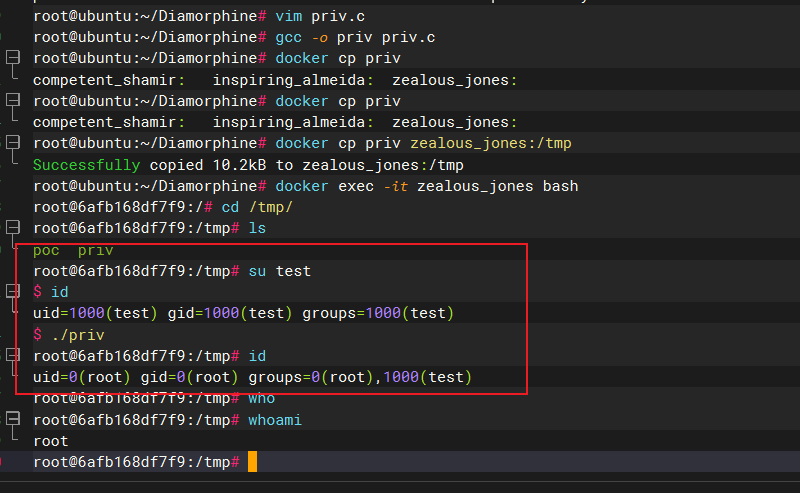 root@ubuntu:~/Diamorphine# vim priv.c
root@ubuntu:~/Diamorphine# gcc -o priv priv.c
root@ubuntu:~/Diamorphine# docker cp priv
competent_shamir:   inspiring_almeida:  zealous_jones:
root@ubuntu:~/Diamorphine# docker cp priv
competent_shamir:   inspiring_almeida:  zealous_jones:
root@ubuntu:~/Diamorphine# docker cp priv zealous_jones:/tmp
Successfully copied 10.2kB to zealous_jones:/tmp
root@ubuntu:~/Diamorphine# docker exec -it zealous_jones bash
root@6afb168df7f9:/# cd /tmp/
root@6afb168df7f9:/tmp# ls
poc  priv
root@6afb168df7f9:/tmp# su test
$ id
uid=1000(test) gid=1000(test) groups=1000(test)
$ ./priv
root@6afb168df7f9:/tmp# id
uid=0(root) gid=0(root) groups=0(root),1000(test)
root@6afb168df7f9:/tmp# who
root@6afb168df7f9:/tmp# whoami
root
root@6afb168df7f9:/tmp#